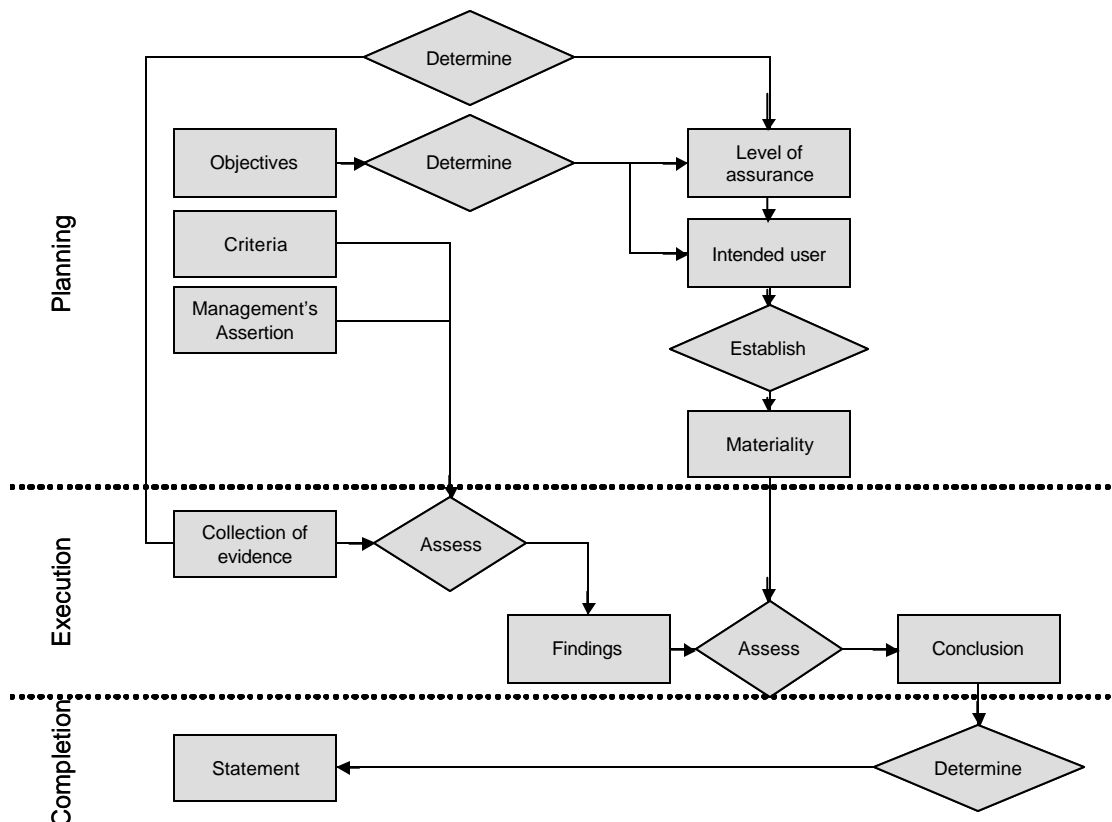 Planning
Determine
Objectives
Determine
Level of
assurance
Criteria
Intended user
Management's
Assertion
Establish
Materiality
Execution
Collection of
evidence
Assess
Findings
Assess
Conclusion
Completion
Statement
Determine